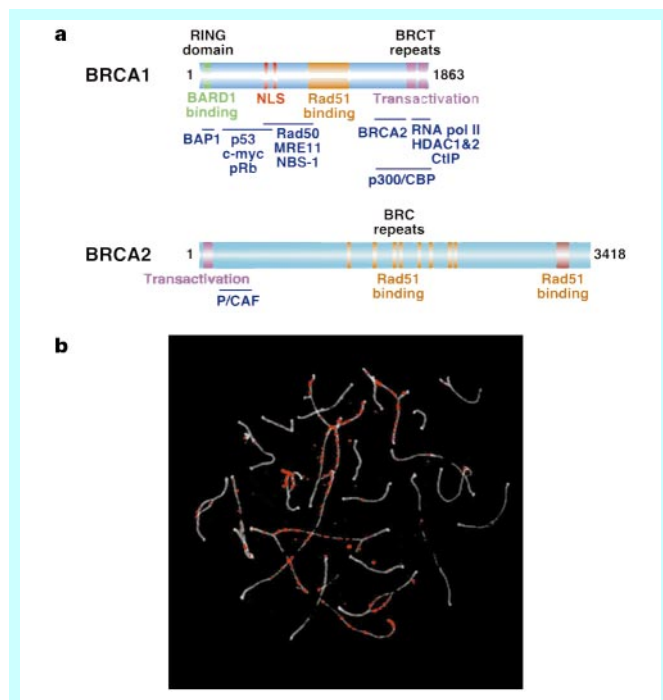 a
RING domain
BRCT repeats
BRCA1
1
1863
BARD1 binding
NLS
Rad51 binding
Transactivation
BAP1
p53
c-myc
pRb
Rad50
MRE11
NBS-1
BRCA2
RNA pol II
HDAC1&2
CtIP
p300/CBP
BRC repeats
BRCA2
1
3418
Transactivation
P/CAF
Rad51 binding
Rad51 binding
b